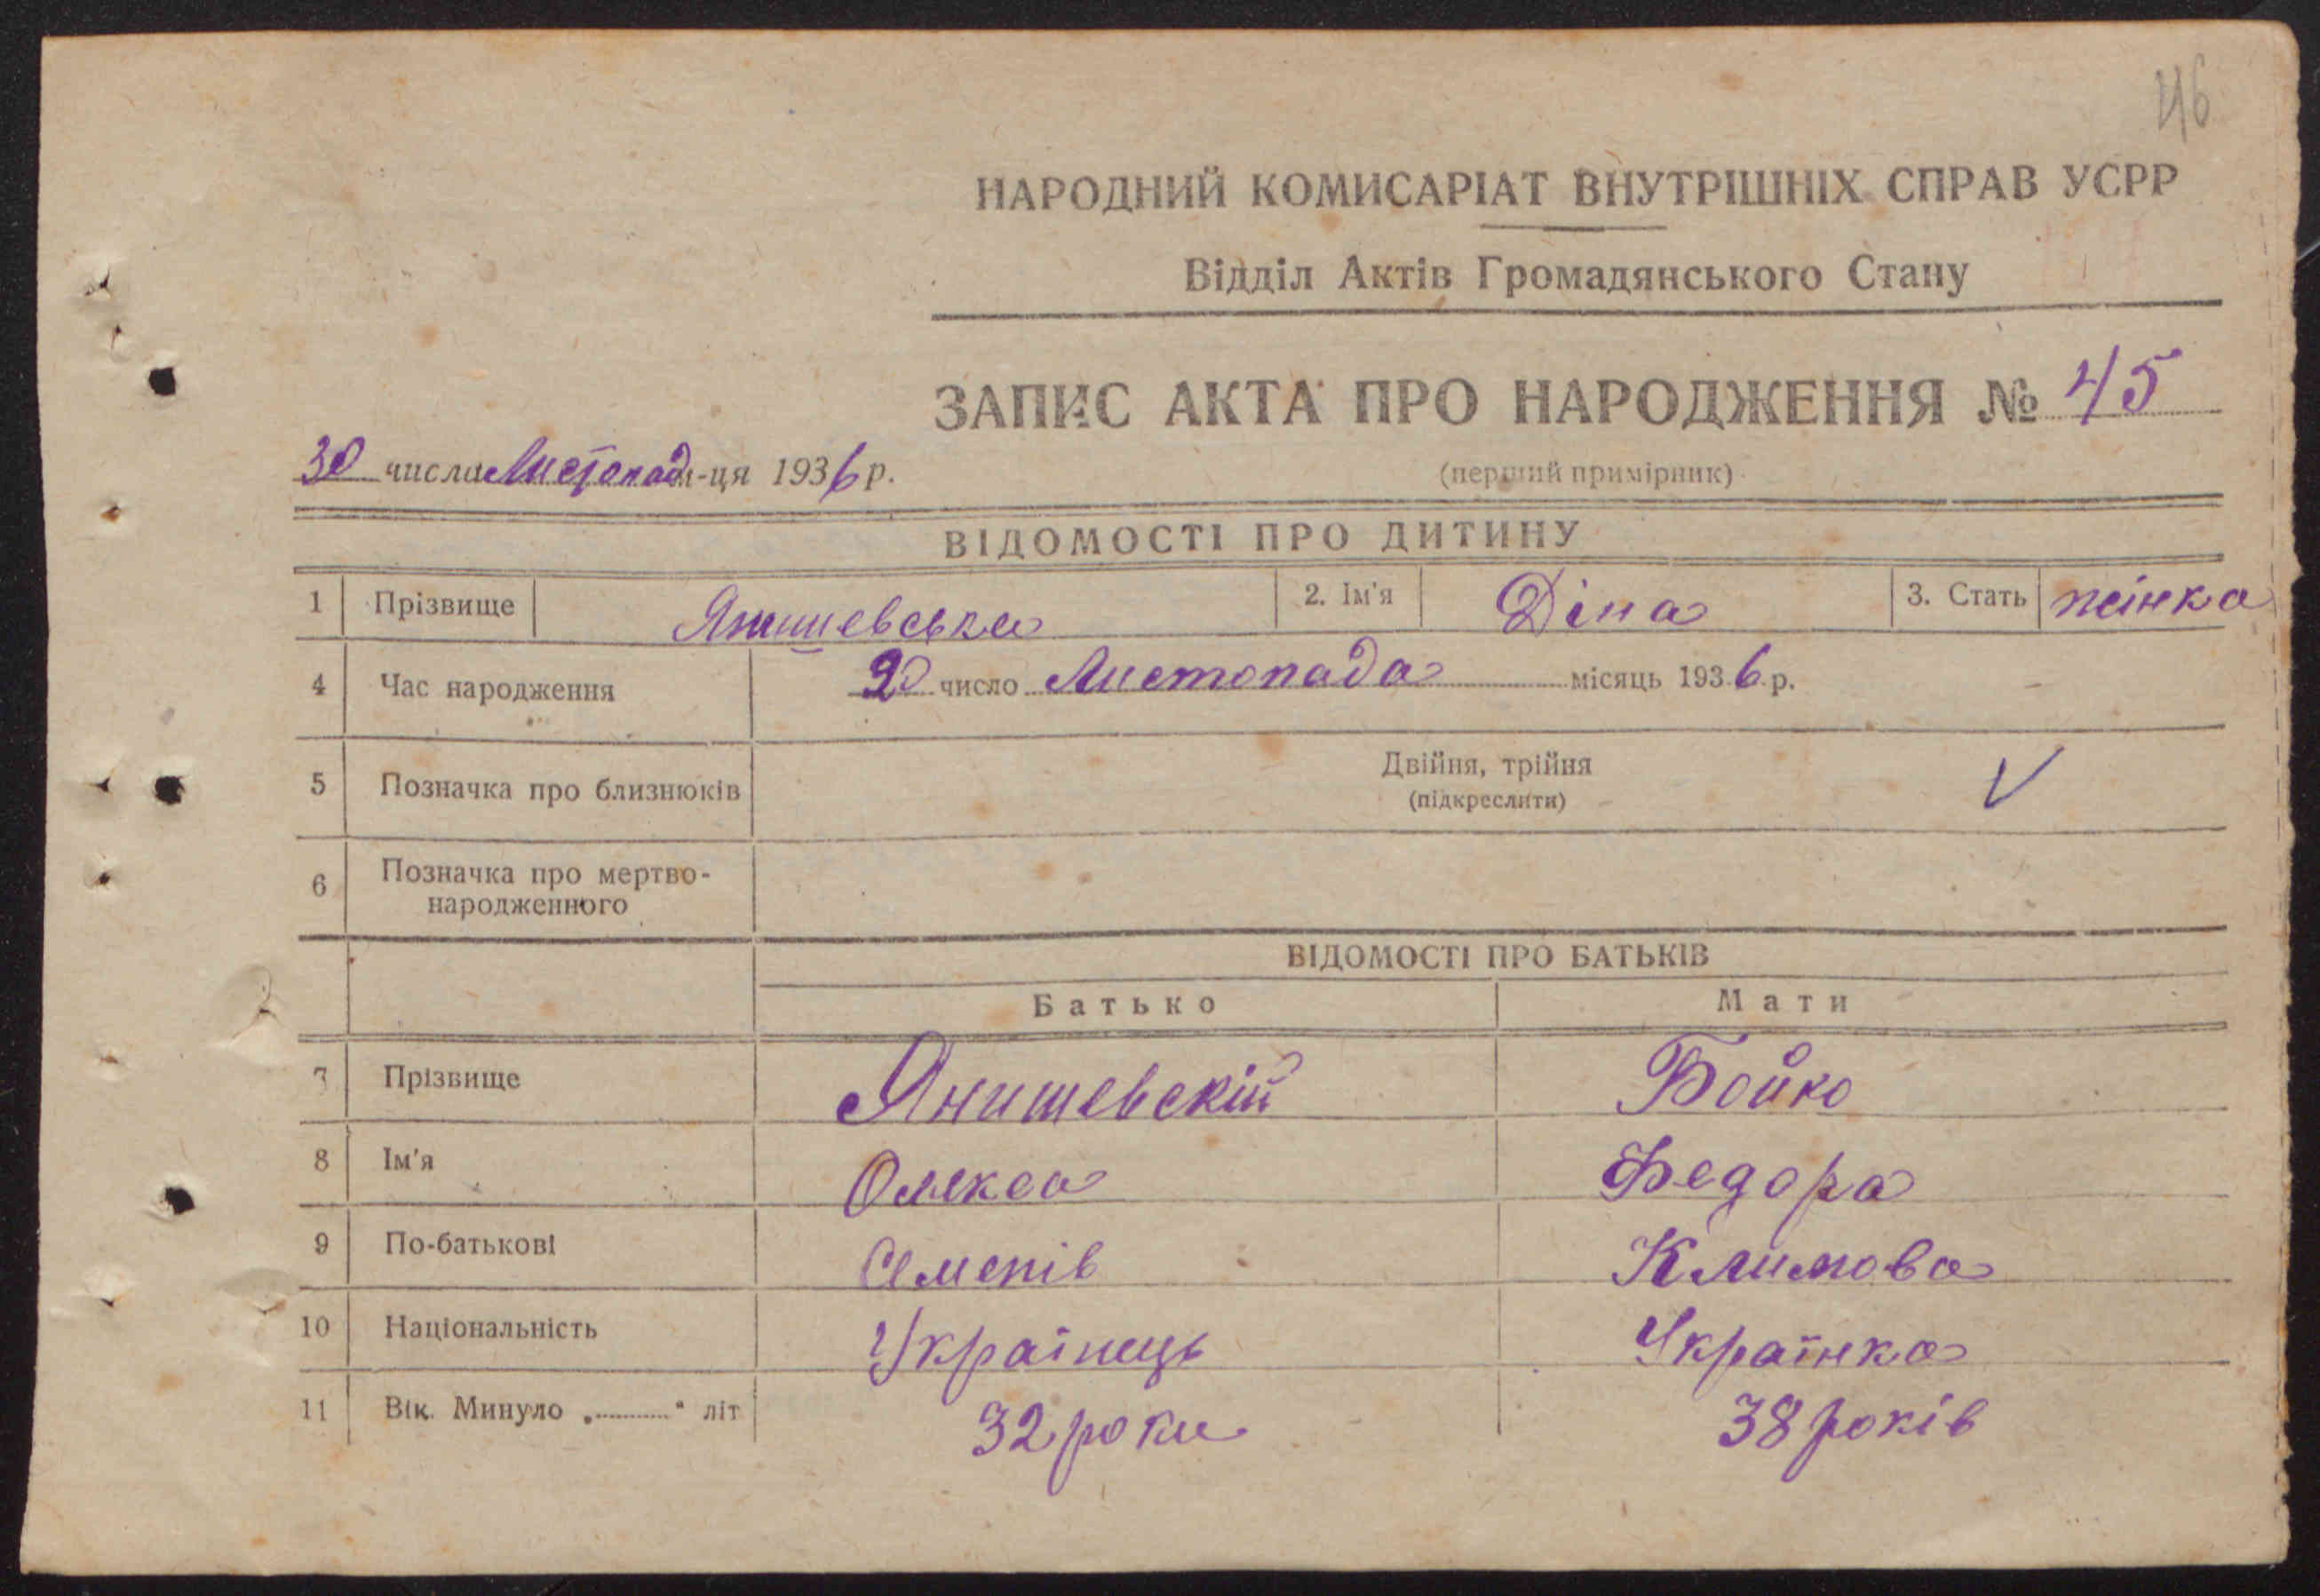 46
НАРОДНИЙ КОМИСАРІАТ ВНУТРІШНІХ СПРАВ УСРР
Відділ Актів Громадянського Стану
ЗАПИС АКТА ПРО НАРОДЖЕННЯ № 45
30 числа Листопада-ця 1936 р.
(перший примірник)
ВІДОМОСТІ ПРО ДИТИНУ
1 Прізвище Янишевська 2. Ім'я Діна 3. Стать жінка
4 Час народження 20 число Листопада місяць 1936 р.
5 Позначка про близнюків Двійня, трійня V
(підкреслити)
6 Позначка про мертво-
народженного
ВІДОМОСТІ ПРО БАТЬКІВ
Батько Мати
7 Прізвище Янишевскій Бойко
8 Ім'я Олекса Федора
9 По-батькові Семенів Климова
10 Національність Українець Українка
11 Вік. Минуло „ “ літ 32 роки 38 років